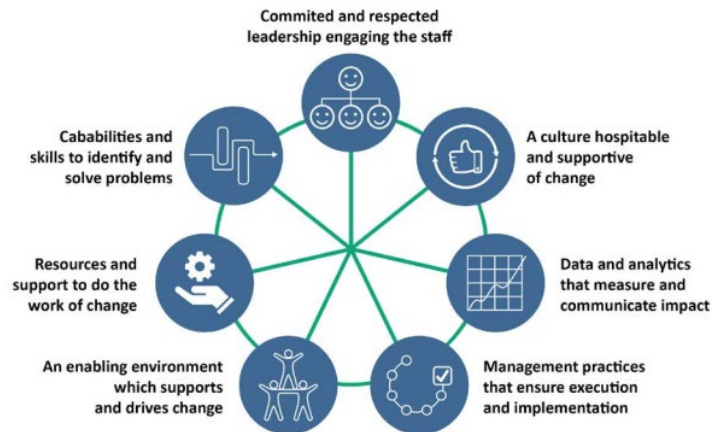 Commited and respected
leadership engaging the staff
A culture hospitable
and supportive
of change
Data and analytics
that measure and
communicate impact
Management practices
that ensure execution
and implementation
An enabling environment
which supports
and drives change
Resources and
support to do the
work of change
Cababilities and
skills to identify and
solve problems